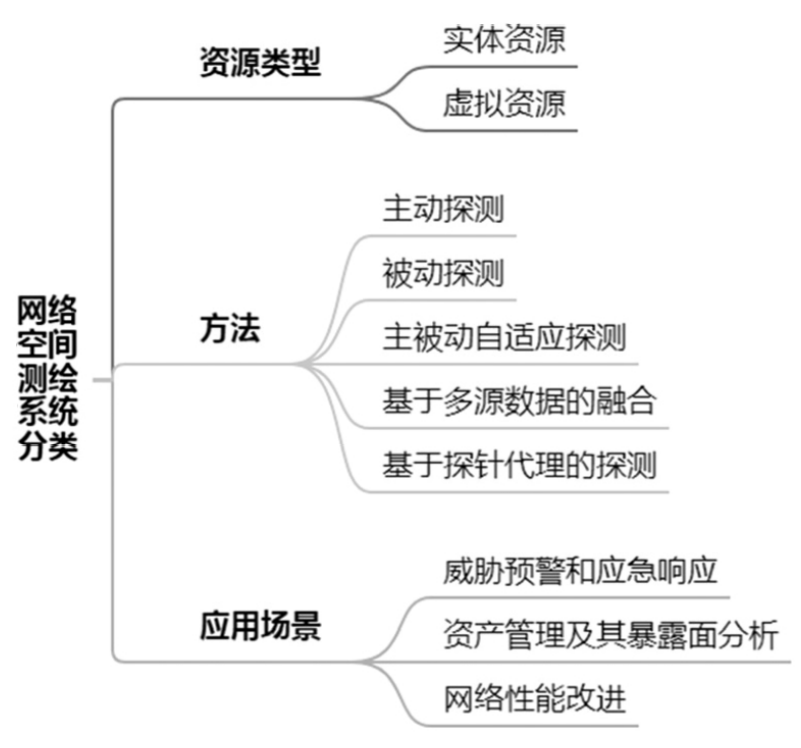 网络
空间
测绘
系统
分类
资源类型
实体资源
虚拟资源
方法
主动探测
被动探测
主被动自适应探测
基于多源数据的融合
基于探针代理的探测
应用场景
威胁预警和应急响应
资产管理及其暴露面分析
网络性能改进